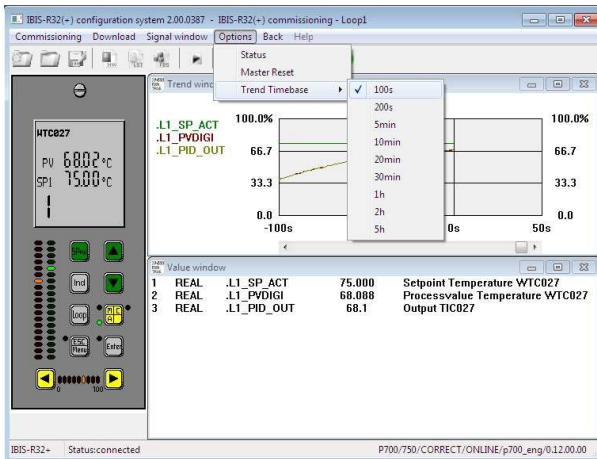 IBIS-R32(+) configuration system 2.00.0387 - IBIS-R32(+) commissioning - Loop1
Commissioning Download Signal window Options Back Help
Status
Master Reset
Trend Timebase
100s
200s
5min
10min
20min
30min
1h
2h
5h
WTC027
PV 68.02 °C
SP1 75.00 °C
1
Ind
Loop
M C
A
ESC
Menu
Enter
0 100
Trend wind
.L1_SP_ACT
.L1_PVDIGI
.L1_PID_OUT
100.0% 100.0%
66.7 66.7
33.3 33.3
0.0 0.0
-100s 0s 50s
Value window
1 REAL .L1_SP_ACT 75.000 Setpoint Temperature WTC027
2 REAL .L1_PVDIGI 68.088 Processvalue Temperature WTC027
3 REAL .L1_PID_OUT 68.1 Output TIC027
IBIS-R32+ Status:connected P700/750/CORRECT/ONLINE/p700_eng/0.12.00.00